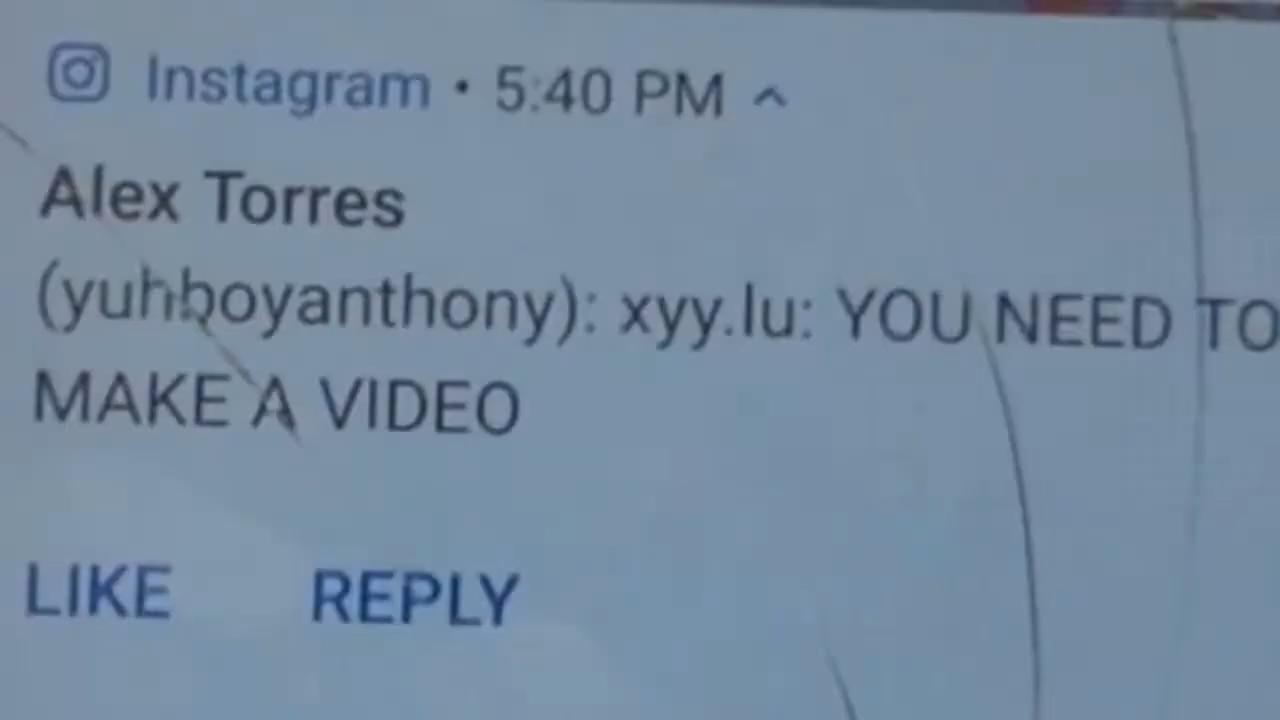 Instagram • 5:40 PM
Alex Torres
(yuhboyanthony): xyy.lu: YOU NEED TO
MAKE A VIDEO
LIKE REPLY